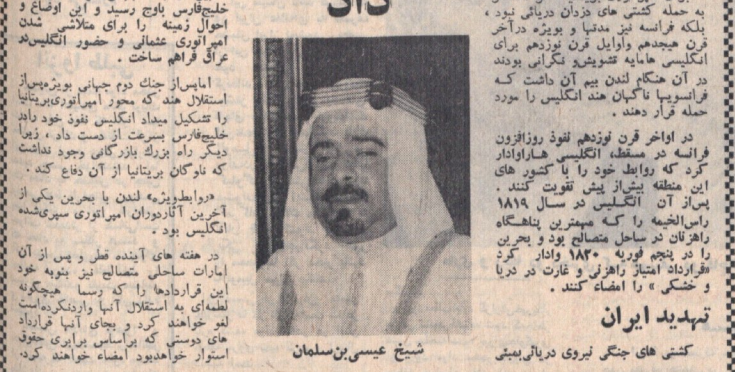 داد
به حمله کشتی های دزدان دریائی نبود ،
بلکه فرانسه نیز مدتها و بویژه درآخر
قرن هیجدهم واوایل قرن نوزدهم برای
انگلیسی هامایه تشویش و نگرانی بودند
در آن هنگام لندن بیم آن داشت که
فرانسویها ناگهان هند انگلیس را مورد
حمله قرار دهند .
در اواخر قرن نوزدهم نفوذ روزافزون
فرانسه در مسقط، انگلیسی هاراوادار
کرد که روابط خود را با کشور های
این منطقه بیش از پیش تقویت کنند .
پس از آن انگلیس در سال ۱۸۱۹
راس‌الخیمه را که مهمترین پناهگاه
راهزنان در ساحل متصالح بود و بحرین
را در پنجم فوریه ۱۸۲۰ وادار کرد
«قرارداد امتیاز راهزنی و غارت در دریا
و خشکی » را امضاء کنند .
تهدید ایران
کشتی های جنگی نیروی دریائی بمبئی
شیخ عیسی بن سلمان
خلیج‌فارس باوج رسید و این اوضاع و
احوال زمینه را برای متلاشی شدن
امپراتوری عثمانی و حضور انگلیس در
عراق فراهم ساخت .
اماپس از جنگ دوم جهانی بویژه پس از
استقلال هند که محور امپراتوری بریتانیا
را تشکیل میداد انگلیس نفوذ خود رادر
خلیج‌فارس بسرعت از دست داد ، زیرا
دیگر راه بزرگ بازرگانی وجود نداشت
که ناوگان بریتانیا از آن دفاع کند .
«روابط ویژه» لندن با بحرین یکی از
آخرین آثار دوران امپراتوری سپری‌شده
انگلیس بود .
در هفته های آینده قطر و پس از آن
امارات ساحلی متصالح نیز بنوبه خود
این قراردادها را که رسما هیچگونه
لطمه‌ای به استقلال آنها واردنکرده‌است
لغو خواهند کرد و بجای آنها قرارداد
های دوستی که براساس برابری حقوق
استوار خواهدبود امضاء خواهند کرد.